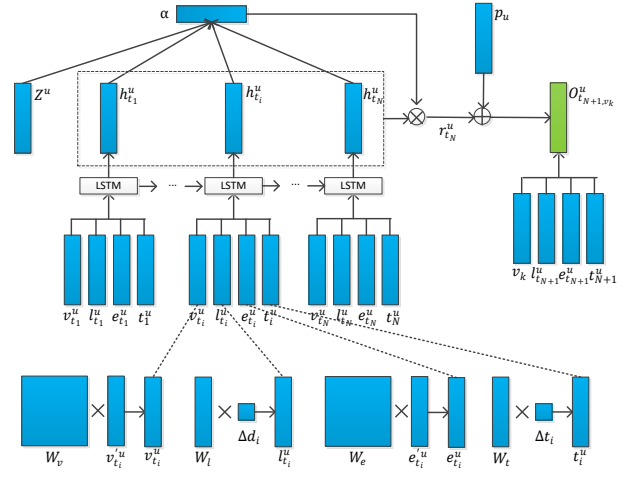 α
p_u
Z^u
h^u_{t_1}
h^u_{t_i}
h^u_{t_N}
r^u_{t_N}
O^u_{t_{N+1},v_k}
LSTM → ... → LSTM → ... → LSTM
v^u_{t_1} l^u_{t_1} e^u_{t_1} t^u_1
v^u_{t_i} l^u_{t_i} e^u_{t_i} t^u_i
v^u_{t_N} l^u_{t_N} e^u_{t_N} t^u_N
v_k l^u_{t_{N+1}} e^u_{t_{N+1}} t^u_{N+1}
W_v × v'^u_{t_i} v^u_{t_i}
W_l × Δd_i l^u_{t_i}
W_e × e'^u_{t_i} e^u_{t_i}
W_t × Δt_i t^u_i